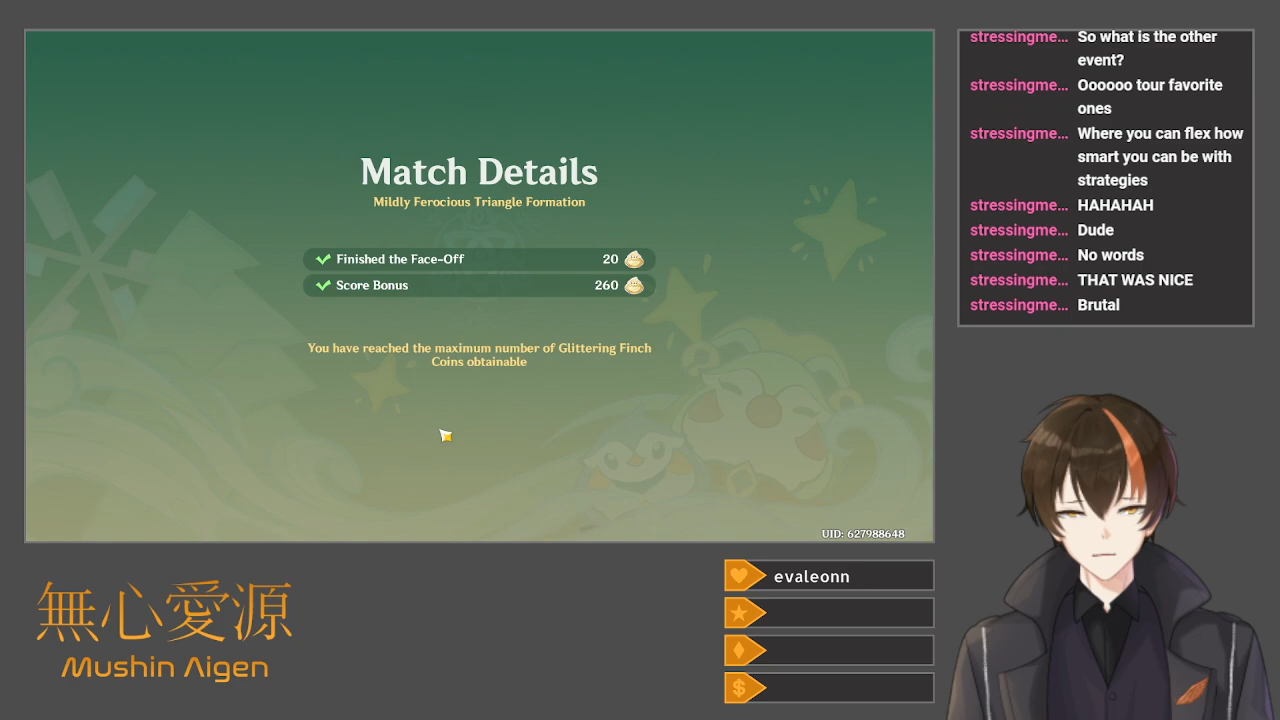 Match Details
Mildly Ferocious Triangle Formation
Finished the Face-Off 20
Score Bonus 260
You have reached the maximum number of Glittering Finch
Coins obtainable
UID: 627988648
stressingme... So what is the other
event?
stressingme... Oooooo tour favorite
ones
stressingme... Where you can flex how
smart you can be with
strategies
stressingme... HAHAHAH
stressingme... Dude
stressingme... No words
stressingme... THAT WAS NICE
stressingme... Brutal
無心愛源
Mushin Aigen
evaleonn